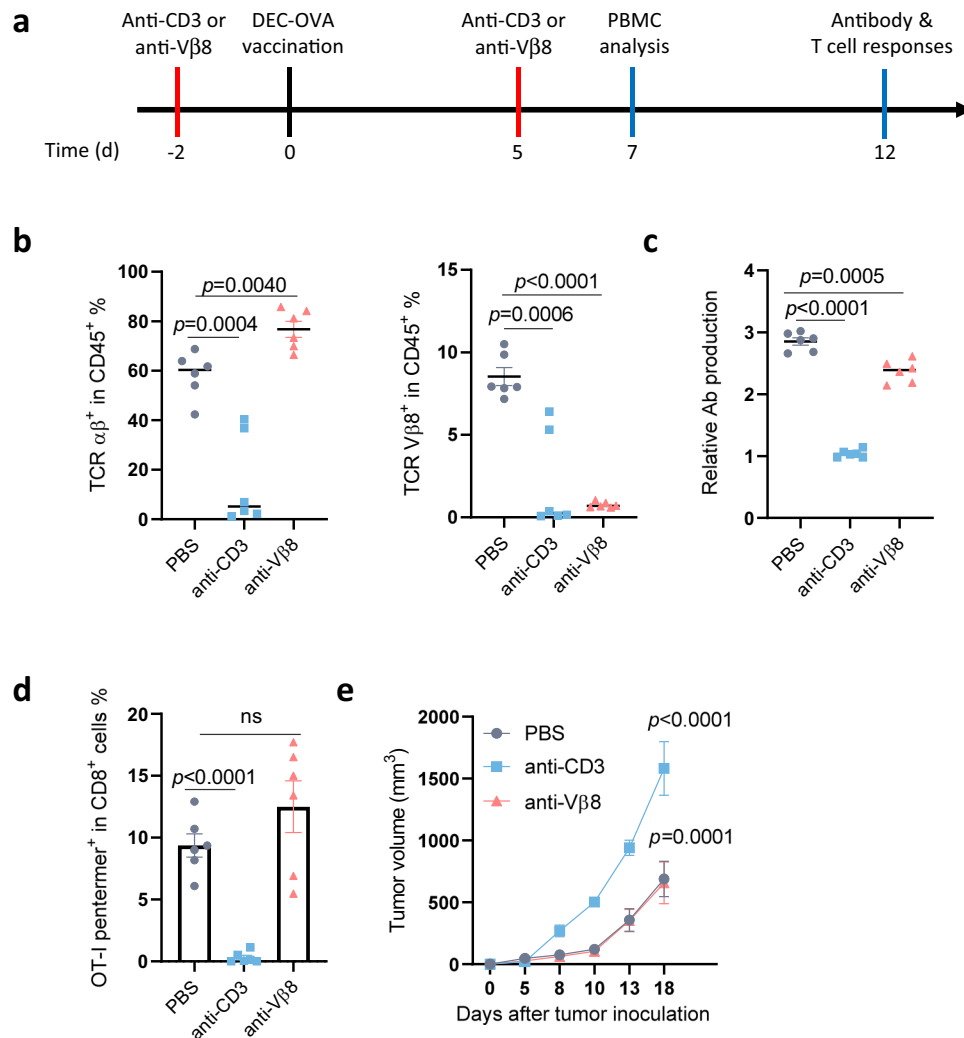 a
Anti-CD3 or
anti-Vβ8
DEC-OVA
vaccination
Anti-CD3 or
anti-Vβ8
PBMC
analysis
Antibody &
T cell responses
Time (d)
-2
0
5
7
12
b
TCR αβ⁺ in CD45⁺ %
100
80
60
40
20
0
p=0.0040
p=0.0004
PBS
anti-CD3
anti-Vβ8
TCR Vβ8⁺ in CD45⁺ %
15
10
5
0
p<0.0001
p=0.0006
PBS
anti-CD3
anti-Vβ8
c
Relative Ab production
4
3
2
1
0
p=0.0005
p<0.0001
PBS
anti-CD3
anti-Vβ8
d
OT-I pentermer⁺ in CD8⁺ cells %
20
15
10
5
0
ns
p<0.0001
PBS
anti-CD3
anti-Vβ8
e
Tumor volume (mm³)
2000
1500
1000
500
0
PBS
anti-CD3
anti-Vβ8
p<0.0001
p=0.0001
0
5
8
10
13
18
Days after tumor inoculation